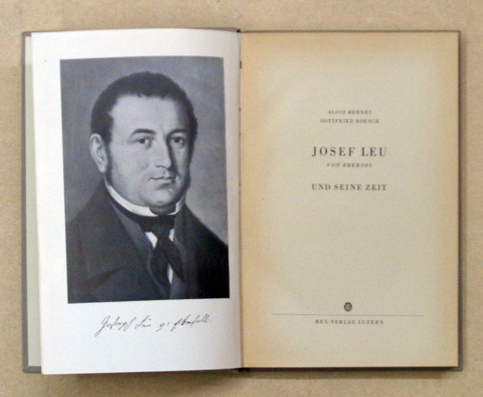 ALOIS BERNET
GOTTFRIED BOESCH
JOSEF LEU
VON EBERSOL
UND SEINE ZEIT
REX-VERLAG LUZERN